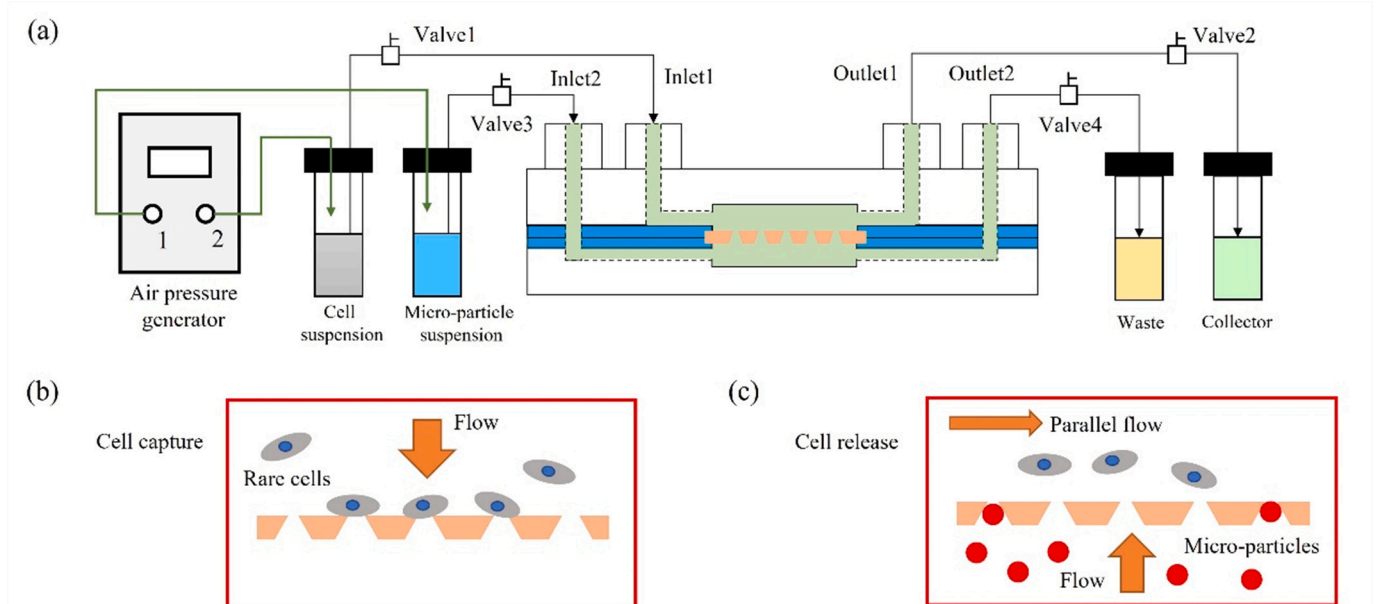 (a)
Valve1
Valve2
Inlet2
Inlet1
Outlet1
Outlet2
Valve3
Valve4
1
2
Air pressure
generator
Cell
suspension
Micro-particle
suspension
Waste
Collector
(b)
Cell capture
Flow
Rare cells
(c)
Cell release
Parallel flow
Micro-particles
Flow